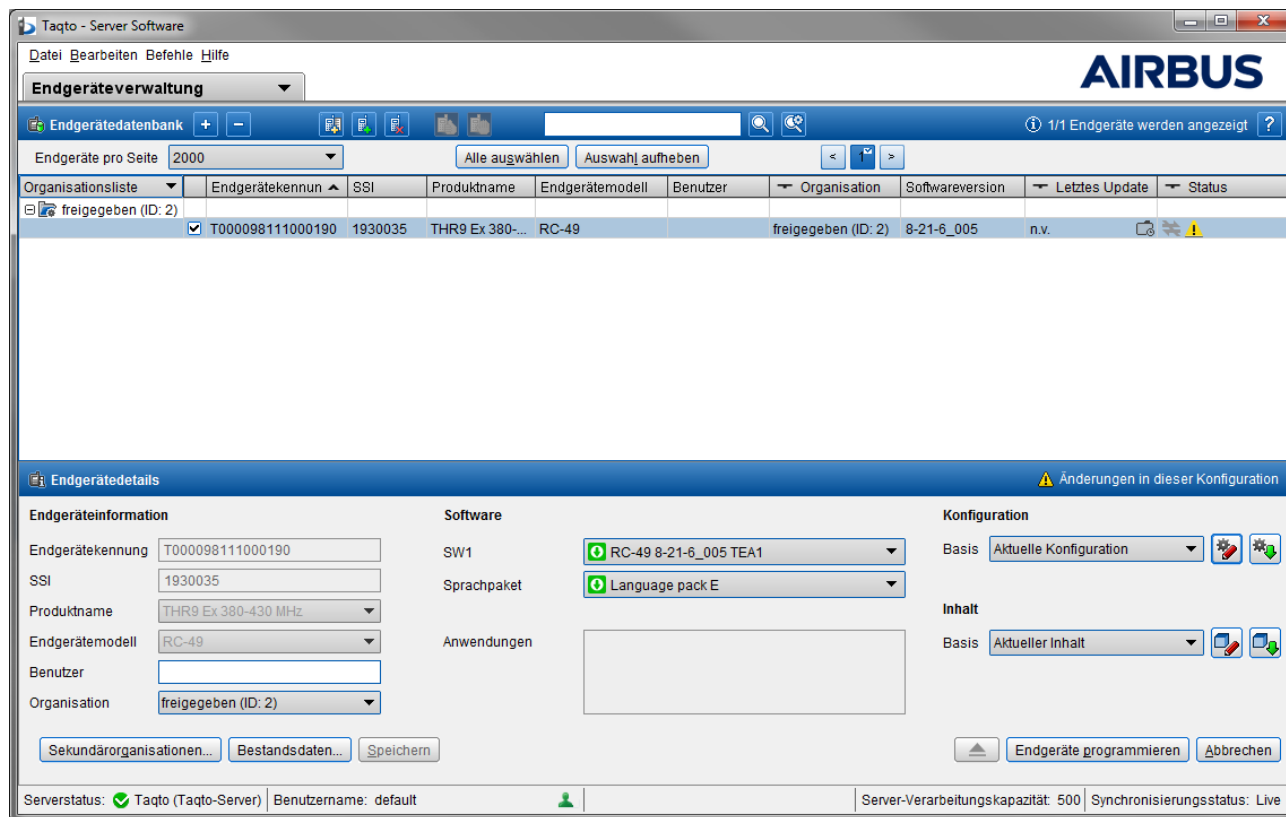 Taqto - Server Software
Datei Bearbeiten Befehle Hilfe
AIRBUS
Endgeräteverwaltung
Endgerätedatenbank + − 1/1 Endgeräte werden angezeigt ?
Endgeräte pro Seite 2000 Alle auswählen Auswahl aufheben < 1 >
Organisationsliste Endgerätekennun SSI Produktname Endgerätemodell Benutzer Organisation Softwareversion Letztes Update Status
freigegeben (ID: 2)
T000098111000190 1930035 THR9 Ex 380-... RC-49 freigegeben (ID: 2) 8-21-6_005 n.v.
Endgerätedetails Änderungen in dieser Konfiguration
Endgeräteinformation Software Konfiguration
Endgerätekennung T000098111000190 SW1 RC-49 8-21-6_005 TEA1 Basis Aktuelle Konfiguration
SSI 1930035 Sprachpaket Language pack E
Produktname THR9 Ex 380-430 MHz Inhalt
Endgerätemodell RC-49 Anwendungen Basis Aktueller Inhalt
Benutzer
Organisation freigegeben (ID: 2)
Sekundärorganisationen... Bestandsdaten... Speichern Endgeräte programmieren Abbrechen
Serverstatus: Taqto (Taqto-Server) Benutzername: default Server-Verarbeitungskapazität: 500 Synchronisierungsstatus: Live